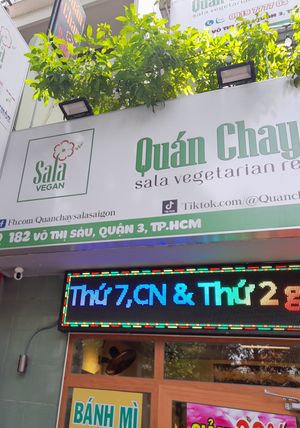 Sala
VEGAN
Quán Chay
sala vegetarian re
Fb.com/Quanchaysalasaigon
Tiktok.com/@Quanch
182 VÕ THỊ SÁU, QUẬN 3, TP.HCM
Thứ 7,CN & Thứ 2 g
BÁNH MÌ